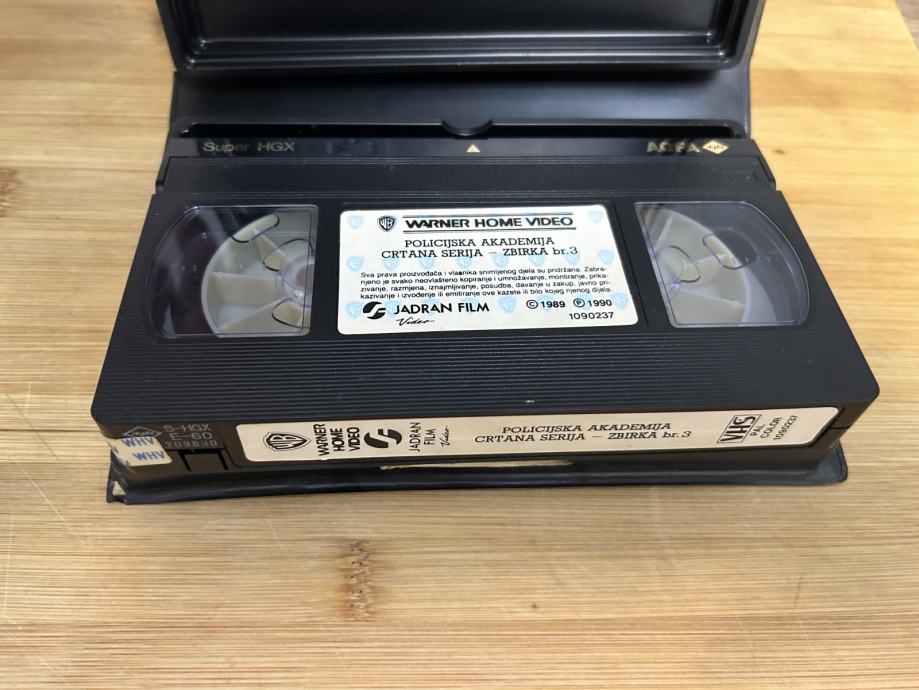 Super HGX
AGFA
WB
WARNER HOME VIDEO
POLICIJSKA AKADEMIJA
CRTANA SERIJA – ZBIRKA br. 3
Sva prava proizvođača i vlasnika snimljenog djela su pridržana. Zabra-
njeno je svako neovlašteno kopiranje i umnožavanje, montiranje, prika-
zivanje, razmjena, iznajmljivanje, posudba, davanje u zakup, javno pri-
kazivanje i izvođenje ili emitiranje ove kazete ili bilo kojeg njenog dijela.
JADRAN FILM
Video
© 1989 ℗ 1990
1090237
S-HGX
E-60
WHV
WHV
WB
WARNER
HOME
VIDEO
JADRAN
FILM
Video
POLICIJSKA AKADEMIJA
CRTANA SERIJA – ZBIRKA br. 3
VHS
PAL
COLOR
1090237